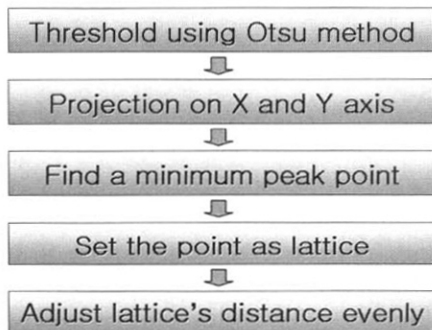 Threshold using Otsu method
Projection on X and Y axis
Find a minimum peak point
Set the point as lattice
Adjust lattice's distance evenly